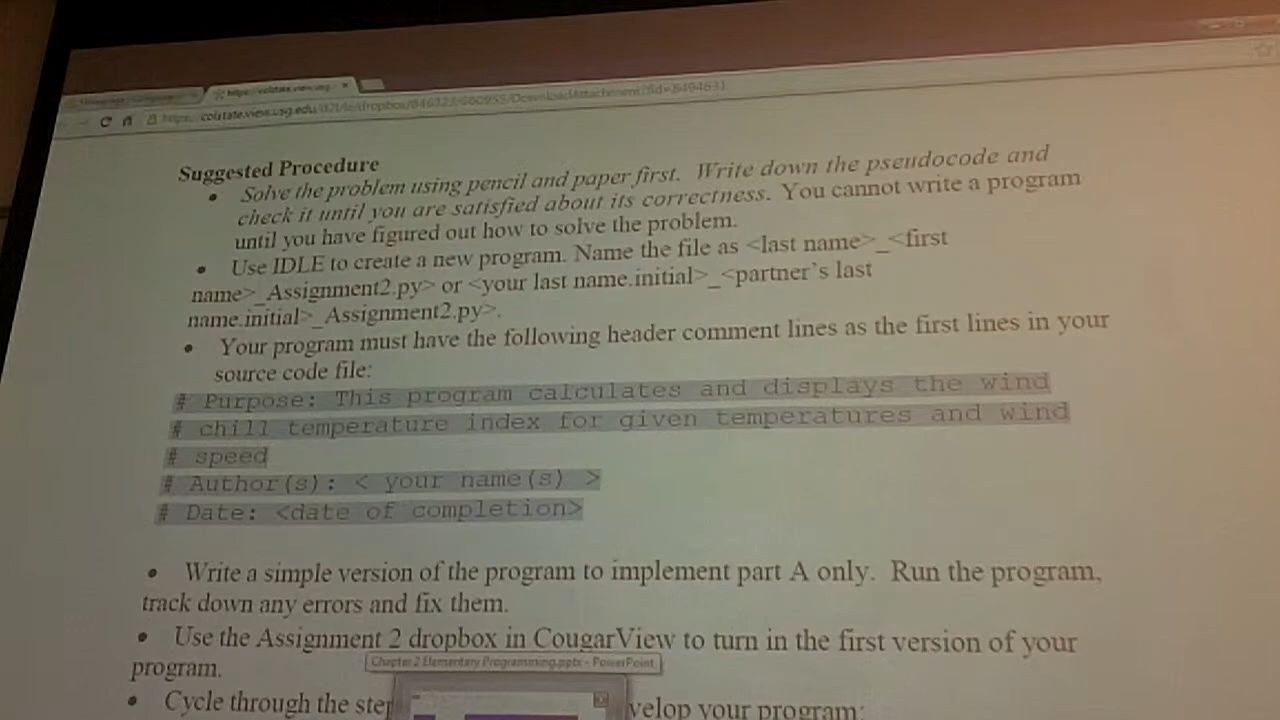 https://colstate.view.usg.edu
Suggested Procedure
• Solve the problem using pencil and paper first. Write down the pseudocode and
check it until you are satisfied about its correctness. You cannot write a program
until you have figured out how to solve the problem.
• Use IDLE to create a new program. Name the file as <last name>_<first
name>_Assignment2.py> or <your last name.initial>_<partner's last
name.initial>_Assignment2.py>.
• Your program must have the following header comment lines as the first lines in your
source code file:
# Purpose: This program calculates and displays the wind
# chill temperature index for given temperatures and wind
# speed
# Author(s): < your name(s) >
# Date: <date of completion>
• Write a simple version of the program to implement part A only. Run the program,
track down any errors and fix them.
• Use the Assignment 2 dropbox in CougarView to turn in the first version of your
program.
Chapter 2 Elementary Programming.pptx - PowerPoint
• Cycle through the velop your program: